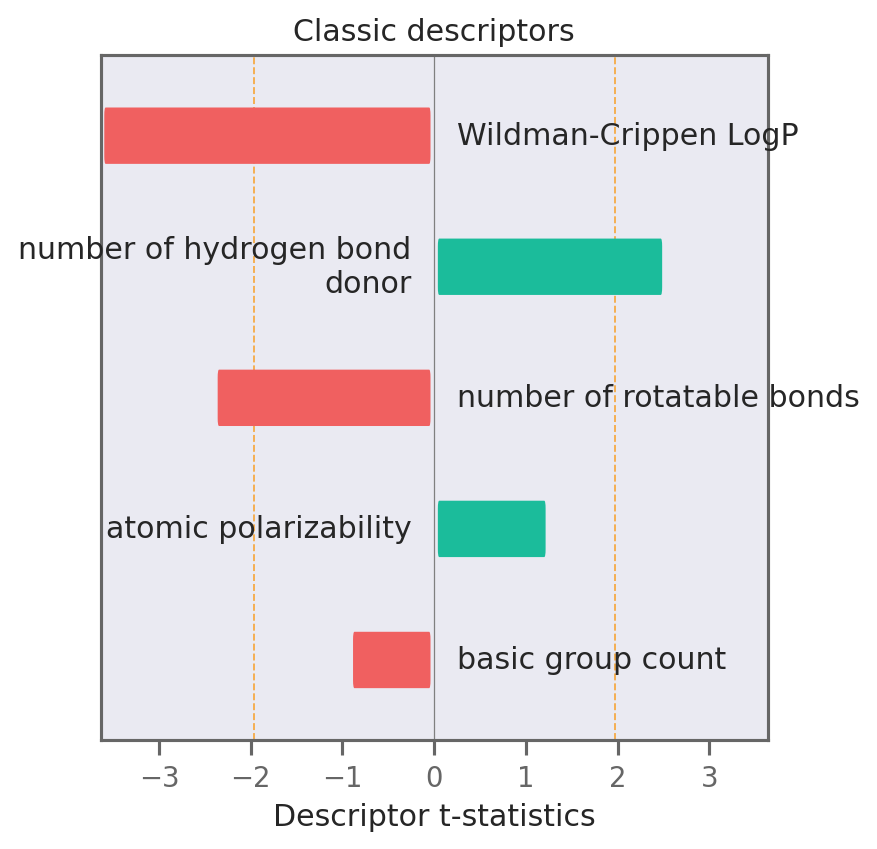 Classic descriptors
Wildman-Crippen LogP
number of hydrogen bond
donor
number of rotatable bonds
atomic polarizability
basic group count
−3 −2 −1 0 1 2 3
Descriptor t-statistics